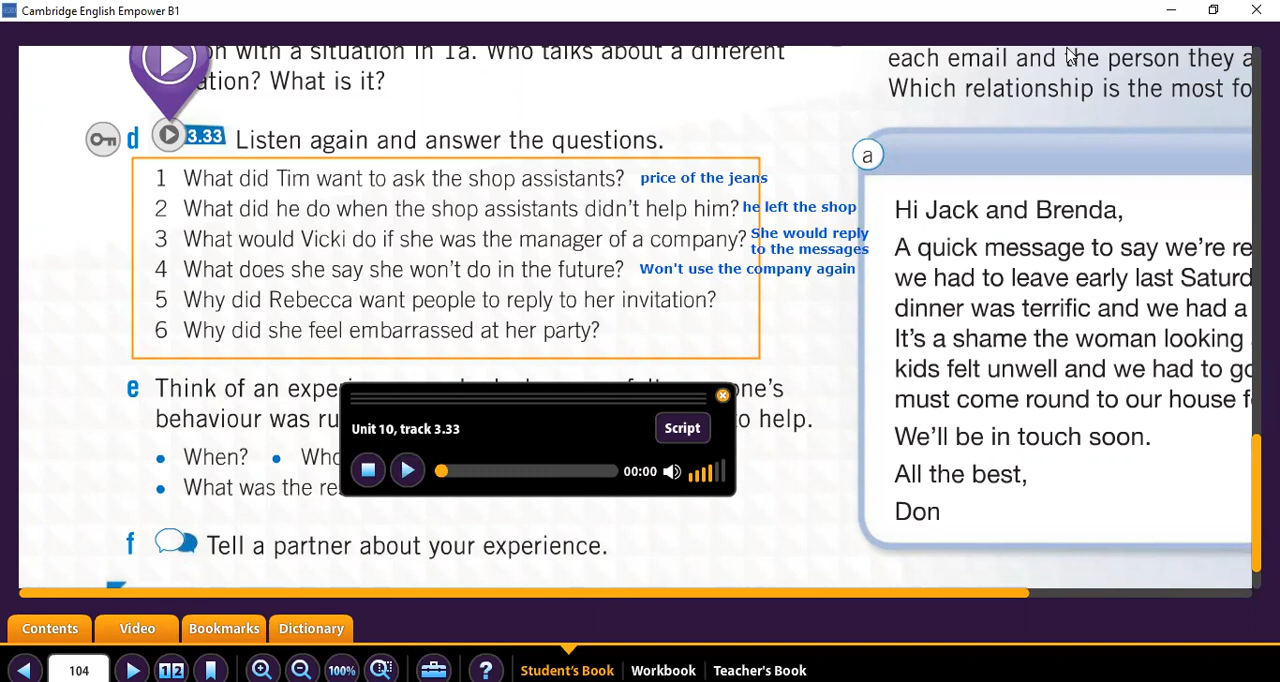 Cambridge English Empower B1
on with a situation in 1a. Who talks about a different
ation? What is it?
d 3.33 Listen again and answer the questions.
1 What did Tim want to ask the shop assistants? price of the jeans
2 What did he do when the shop assistants didn't help him? he left the shop
3 What would Vicki do if she was the manager of a company? She would reply
to the messages
4 What does she say she won't do in the future? Won't use the company again
5 Why did Rebecca want people to reply to her invitation?
6 Why did she feel embarrassed at her party?
e Think of an
behaviour was to help.
• When? •
• What was the
f Tell a partner about your experience.
Unit 10, track 3.33
Script
00:00
each email and the person they a
Which relationship is the most fo
a
Hi Jack and Brenda,
A quick message to say we're re
we had to leave early last Saturd
dinner was terrific and we had a
It's a shame the woman looking
kids felt unwell and we had to go
must come round to our house f
We'll be in touch soon.
All the best,
Don
Contents Video Bookmarks Dictionary
104 12 100% ? Student's Book Workbook Teacher's Book